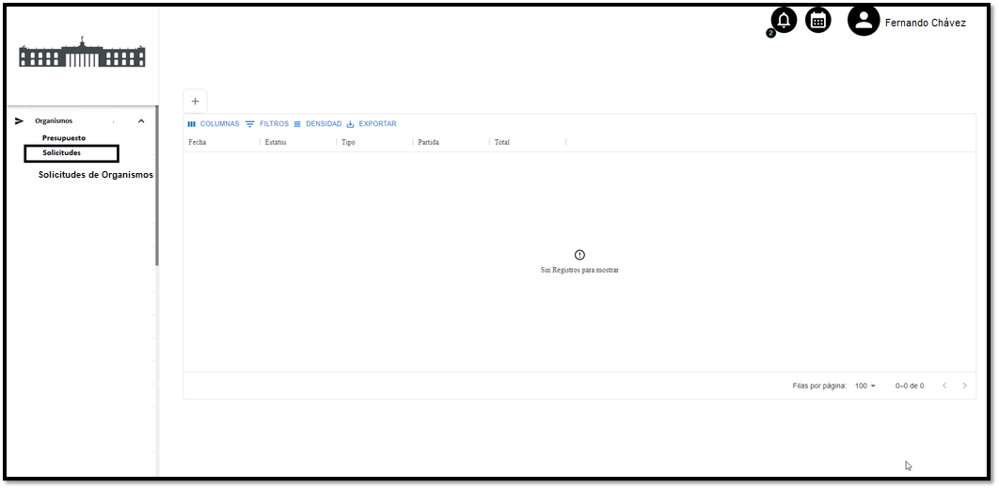 2
Fernando Chávez
Organismos
Presupuesto
Solicitudes
Solicitudes de Organismos
COLUMNAS FILTROS DENSIDAD EXPORTAR
Fecha Estatus Tipo Partida Total
Sin Registros para mostrar
Filas por página: 100 0–0 de 0